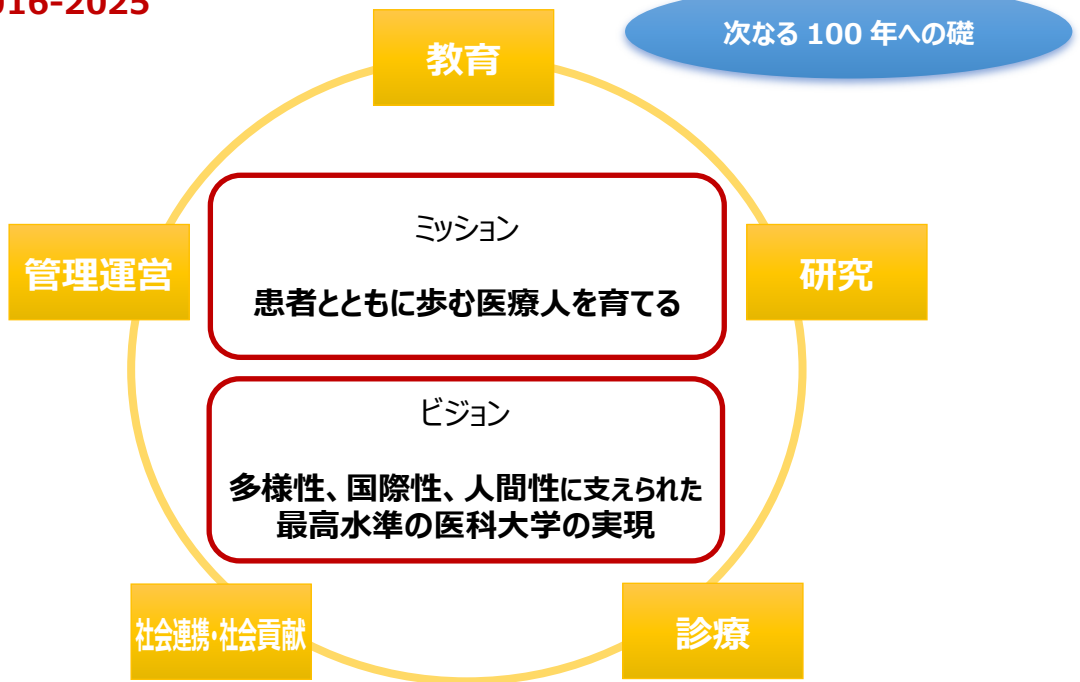 016-2025
次なる 100 年への礎
教育
管理運営
研究
ミッション
患者とともに歩む医療人を育てる
ビジョン
多様性、国際性、人間性に支えられた
最高水準の医科大学の実現
社会連携・社会貢献
診療